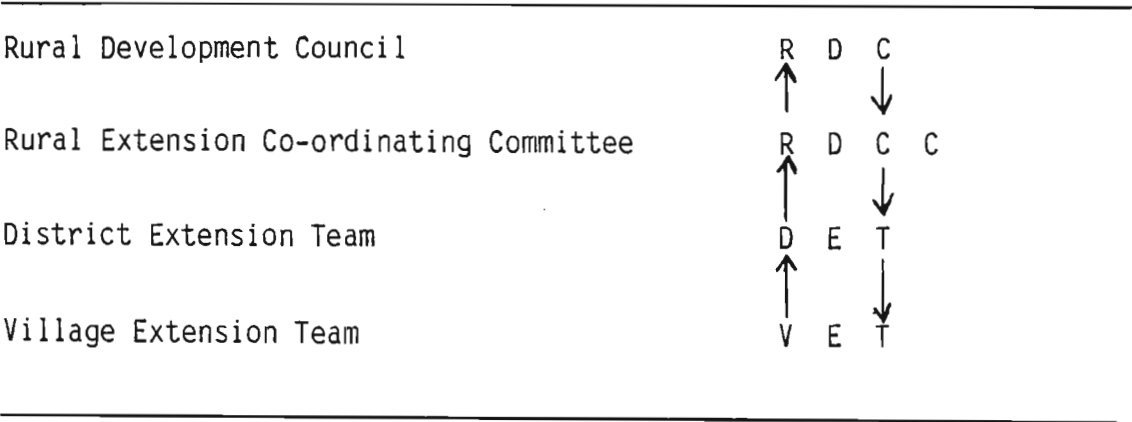 Rural Development Council R D C
Rural Extension Co-ordinating Committee R D C C
District Extension Team D E T
Village Extension Team V E T